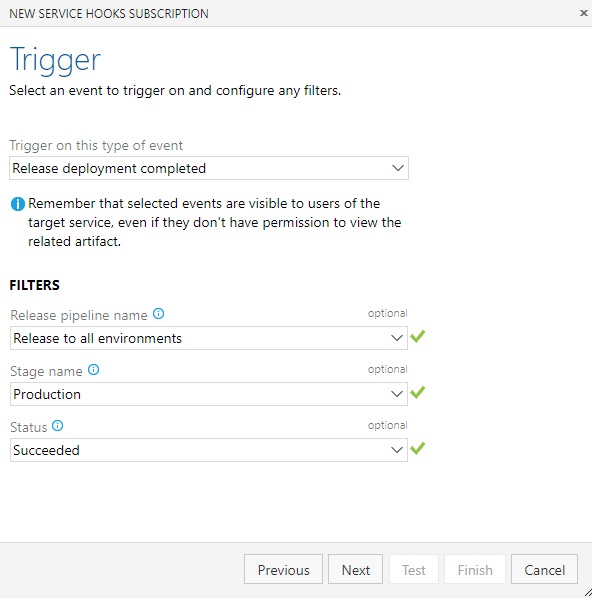 NEW SERVICE HOOKS SUBSCRIPTION
Trigger
Select an event to trigger on and configure any filters.
Trigger on this type of event
Release deployment completed
Remember that selected events are visible to users of the
target service, even if they don't have permission to view the
related artifact.
FILTERS
Release pipeline name optional
Release to all environments
Stage name optional
Production
Status optional
Succeeded
Previous Next Test Finish Cancel